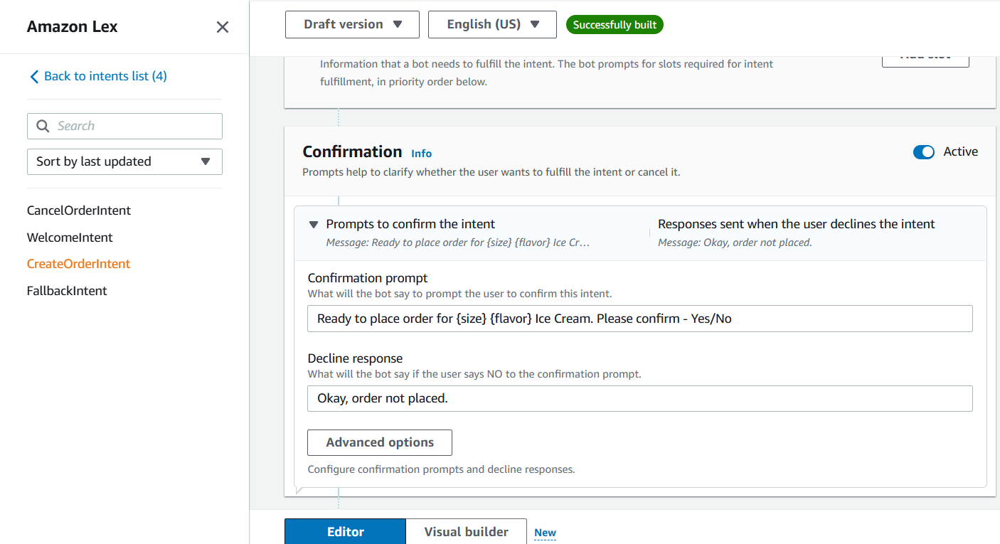 Amazon Lex
Back to intents list (4)
Search
Sort by last updated
CancelOrderIntent
WelcomeIntent
CreateOrderIntent
FallbackIntent
Draft version
English (US)
Successfully built
Add slot
Information that a bot needs to fulfill the intent. The bot prompts for slots required for intent
fulfillment, in priority order below.
Confirmation Info
Active
Prompts help to clarify whether the user wants to fulfill the intent or cancel it.
Prompts to confirm the intent
Message: Ready to place order for {size} {flavor} Ice Cr…
Responses sent when the user declines the intent
Message: Okay, order not placed.
Confirmation prompt
What will the bot say to prompt the user to confirm this intent.
Ready to place order for {size} {flavor} Ice Cream. Please confirm - Yes/No
Decline response
What will the bot say if the user says NO to the confirmation prompt.
Okay, order not placed.
Advanced options
Configure confirmation prompts and decline responses.
Editor
Visual builder
New